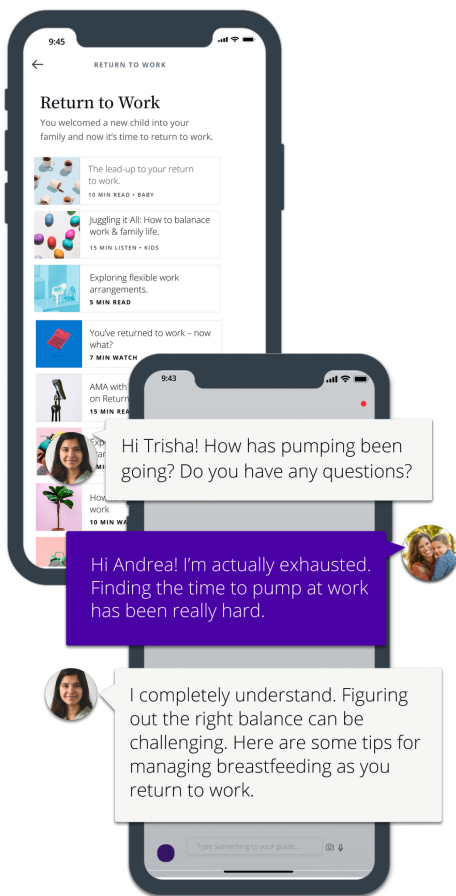 9:45
RETURN TO WORK
Return to Work
You welcomed a new child into your
family and now it's time to return to work.
The lead-up to your return
to work.
10 MIN READ • BABY
Juggling it All: How to balanace
work & family life.
15 MIN LISTEN • KIDS
Exploring flexible work
arrangements.
5 MIN READ
You've returned to work – now
what?
7 MIN WATCH
AMA with
on Return
15 MIN REA
Exp
How
work
10 MIN WA
9:43
Hi Trisha! How has pumping been
going? Do you have any questions?
Hi Andrea! I'm actually exhausted.
Finding the time to pump at work
has been really hard.
I completely understand. Figuring
out the right balance can be
challenging. Here are some tips for
managing breastfeeding as you
return to work.
Type Something to your guide...